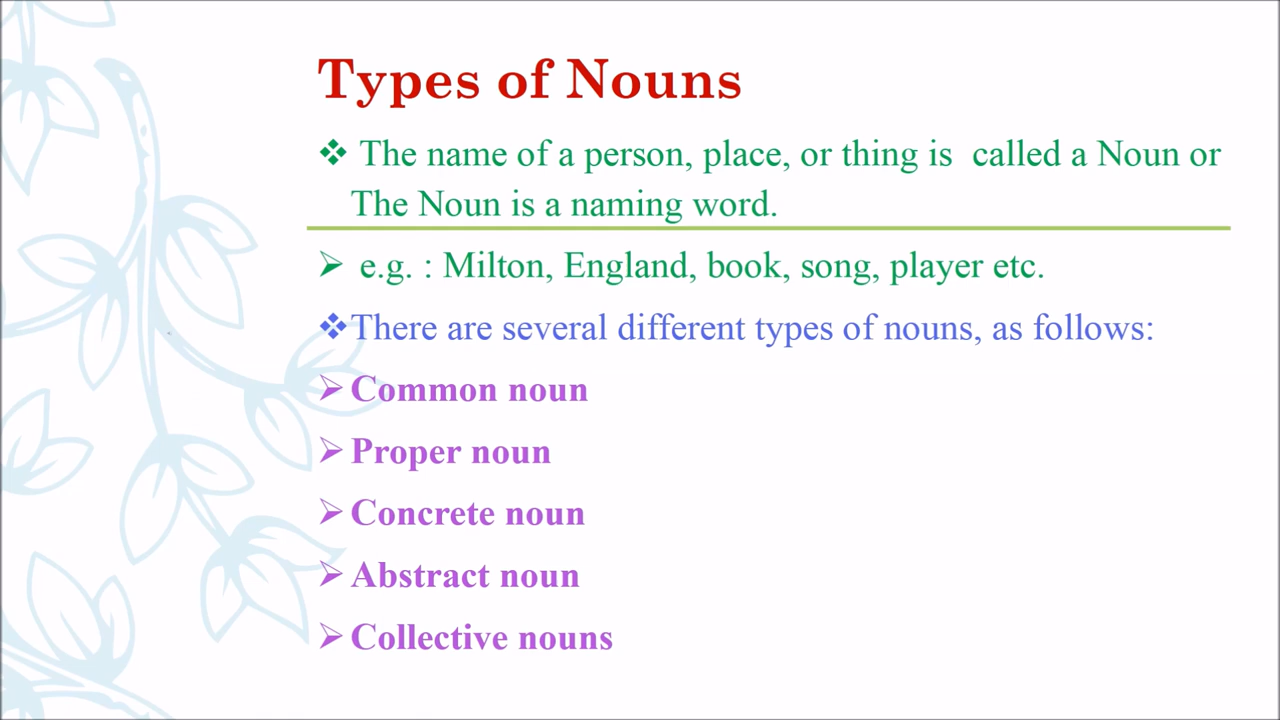 Types of Nouns
❖ The name of a person, place, or thing is called a Noun or
The Noun is a naming word.
➢ e.g. : Milton, England, book, song, player etc.
❖There are several different types of nouns, as follows:
➢Common noun
➢Proper noun
➢Concrete noun
➢Abstract noun
➢Collective nouns